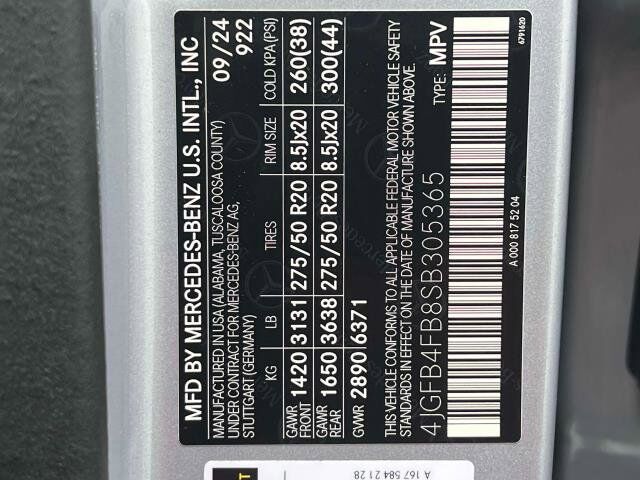 MFD BY MERCEDES-BENZ U.S. INTL., INC
MANUFACTURED IN USA (ALABAMA, TUSCALOOSA COUNTY) 09/24
UNDER CONTRACT FOR MERCEDES-BENZ AG, 922
STUTTGART (GERMANY)
KG LB TIRES RIM SIZE COLD KPA(PSI)
GAWR FRONT 1420 3131 275/50 R20 8.5Jx20 260(38)
GAWR REAR 1650 3638 275/50 R20 8.5Jx20 300(44)
GVWR 2890 6371
THIS VEHICLE CONFORMS TO ALL APPLICABLE FEDERAL MOTOR VEHICLE SAFETY
STANDARDS IN EFFECT ON THE DATE OF MANUFACTURE SHOWN ABOVE.
4JGFB4FB8SB305365 TYPE: MPV
A 000 817 52 04
6791620
A 167 584 21 28